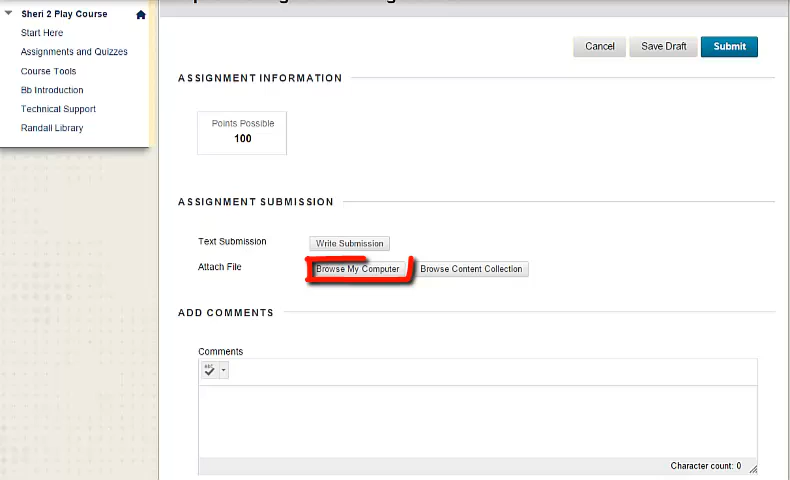 Sheri 2 Play Course
Start Here
Assignments and Quizzes
Course Tools
Bb Introduction
Technical Support
Randall Library
Cancel Save Draft Submit
ASSIGNMENT INFORMATION
Points Possible
100
ASSIGNMENT SUBMISSION
Text Submission Write Submission
Attach File Browse My Computer Browse Content Collection
ADD COMMENTS
Comments
ABC
Character count: 0